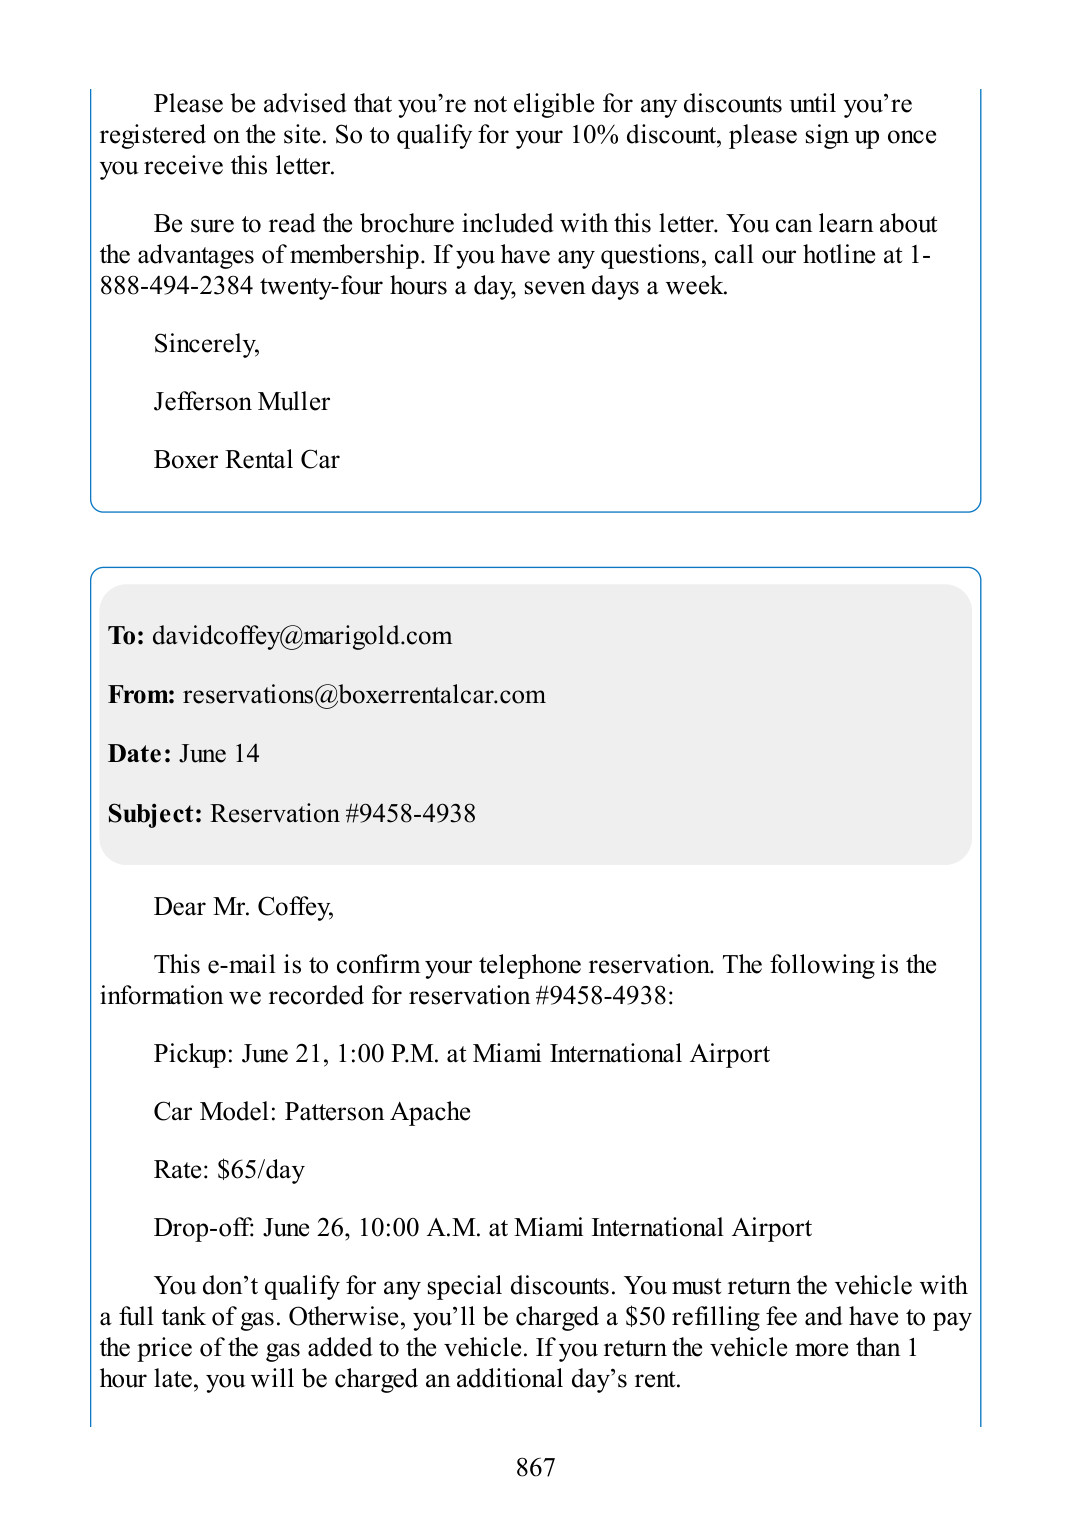 Please be advised that you’re not eligible for any discounts until you’re
registered on the site. So to qualify for your 10% discount, please sign up once
you receive this letter.
Be sure to read the brochure included with this letter. You can learn about
the advantages of membership. If you have any questions, call our hotline at 1-
888-494-2384 twenty-four hours a day, seven days a week.
Sincerely,
Jefferson Muller
Boxer Rental Car
To: davidcoffey@marigold.com
From: reservations@boxerrentalcar.com
Date: June 14
Subject: Reservation #9458-4938
Dear Mr. Coffey,
This e-mail is to confirm your telephone reservation. The following is the
information we recorded for reservation #9458-4938:
Pickup: June 21, 1:00 P.M. at Miami International Airport
Car Model: Patterson Apache
Rate: $65/day
Drop-off: June 26, 10:00 A.M. at Miami International Airport
You don’t qualify for any special discounts. You must return the vehicle with
a full tank of gas. Otherwise, you’ll be charged a $50 refilling fee and have to pay
the price of the gas added to the vehicle. If you return the vehicle more than 1
hour late, you will be charged an additional day’s rent.
867